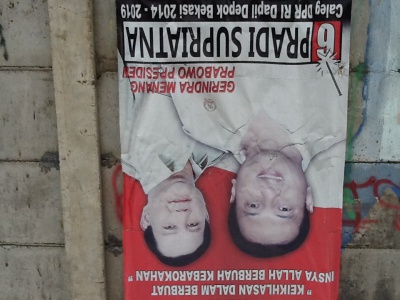 " KEIKHLASAN DALAM BERBUAT
INSYA ALLAH BERBUAH KEBAROKAHAN "
GERINDRA MENANG
PRABOWO PRESIDEN
6 PRADI SUPRIATNA
Caleg DPR RI Dapil Depok Bekasi 2014 - 2019